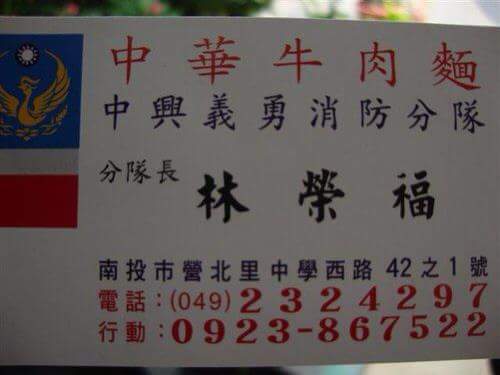 中華牛肉麵
中興義勇消防分隊
分隊長 林榮福
南投市營北里中學西路 42之1號
電話:(049)2324297
行動:0923-867522